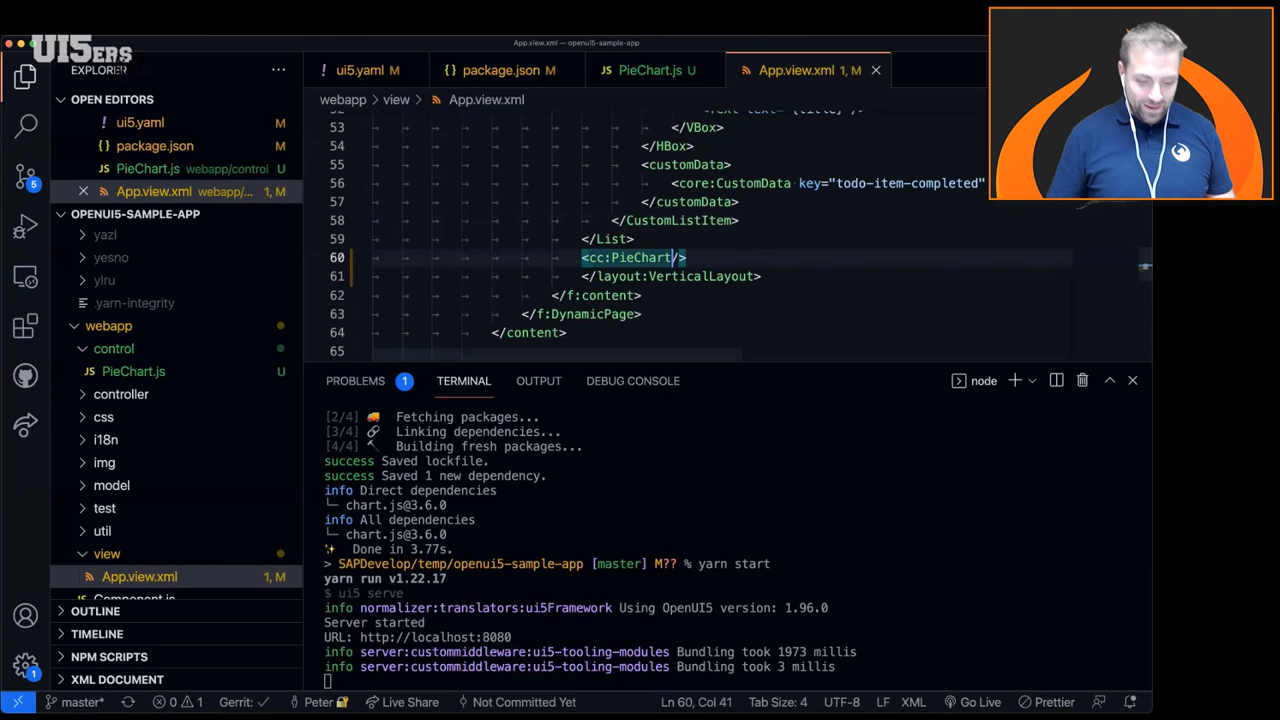 UI5ERS
App.view.xml — openui5-sample-app
EXPLORER
ui5.yaml M
package.json M
PieChart.js U
App.view.xml 1, M
OPEN EDITORS
ui5.yaml M
package.json M
PieChart.js webapp/control U
App.view.xml webapp/... 1, M
OPENUI5-SAMPLE-APP
yazl
yesno
ylru
.yarn-integrity
webapp
control
PieChart.js U
controller
css
i18n
img
model
test
util
view
App.view.xml 1, M
Component.js
OUTLINE
TIMELINE
NPM SCRIPTS
XML DOCUMENT
webapp > view > App.view.xml
53 </VBox>
54 </HBox>
55 <customData>
56 <core:CustomData key="todo-item-completed"
57 </customData>
58 </CustomListItem>
59 </List>
60 <cc:PieChart/>
61 </layout:VerticalLayout>
62 </f:content>
63 </f:DynamicPage>
64 </content>
65
PROBLEMS 1 TERMINAL OUTPUT DEBUG CONSOLE node
[2/4] 🚚 Fetching packages...
[3/4] 🔗 Linking dependencies...
[4/4] 🔨 Building fresh packages...
success Saved lockfile.
success Saved 1 new dependency.
info Direct dependencies
└─ chart.js@3.6.0
info All dependencies
└─ chart.js@3.6.0
✨ Done in 3.77s.
> SAPDevelop/temp/openui5-sample-app [master] M?? % yarn start
yarn run v1.22.17
$ ui5 serve
info normalizer:translators:ui5Framework Using OpenUI5 version: 1.96.0
Server started
URL: http://localhost:8080
info server:custommiddleware:ui5-tooling-modules Bundling took 1973 millis
info server:custommiddleware:ui5-tooling-modules Bundling took 3 millis
5
1
master* 0 1 Gerrit: ✓ Peter 🔐 Live Share Not Committed Yet Ln 60, Col 41 Tab Size: 4 UTF-8 LF XML Go Live Prettier